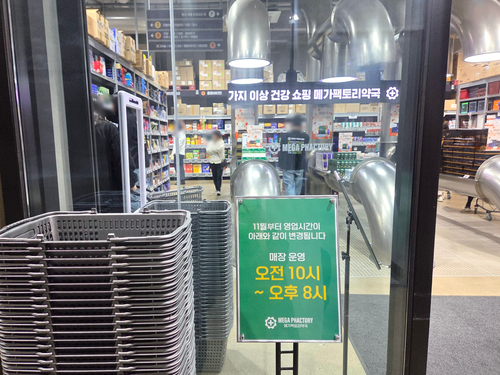 가지 이상 건강 쇼핑 메가팩토리약국
MEGA PHACTORY
11월부터 영업시간이
아래와 같이 변경됩니다
매장 운영
오전 10시
~ 오후 8시
MEGA PHACTORY
메가팩토리약국